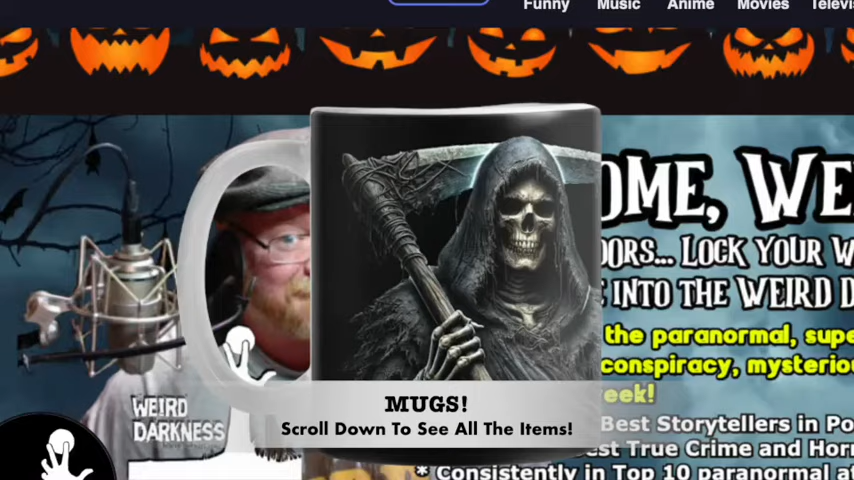 Funny Music Anime Movies Televis
OME, WE
OORS... LOCK YOUR W
E INTO THE WEIRD D
the paranormal, supe
conspiracy, mysteriou
eek!
MUGS!
Scroll Down To See All The Items!
WEIRD
DARKNESS
Best Storytellers in Po
est True Crime and Horr
* Consistently in Top 10 paranormal a